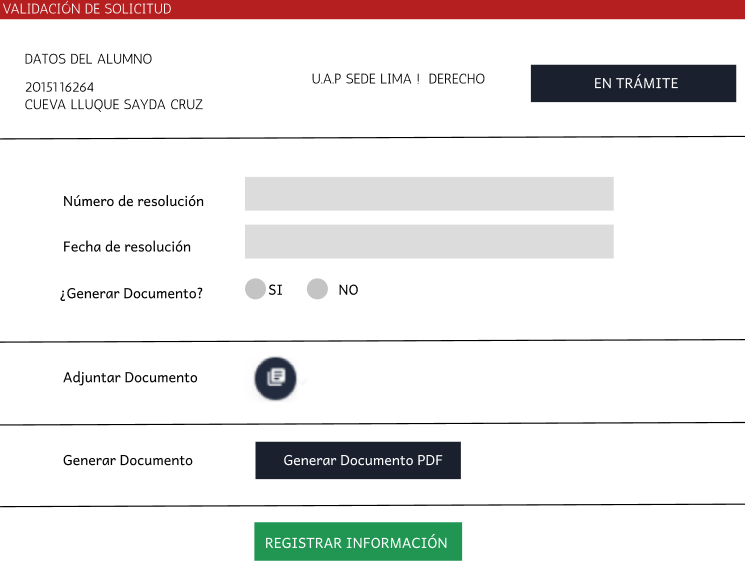 VALIDACIÓN DE SOLICITUD
DATOS DEL ALUMNO
2015116264
CUEVA LLUQUE SAYDA CRUZ
U.A.P SEDE LIMA ! DERECHO
EN TRÁMITE
Número de resolución
Fecha de resolución
¿Generar Documento? SI NO
Adjuntar Documento
Generar Documento Generar Documento PDF
REGISTRAR INFORMACIÓN